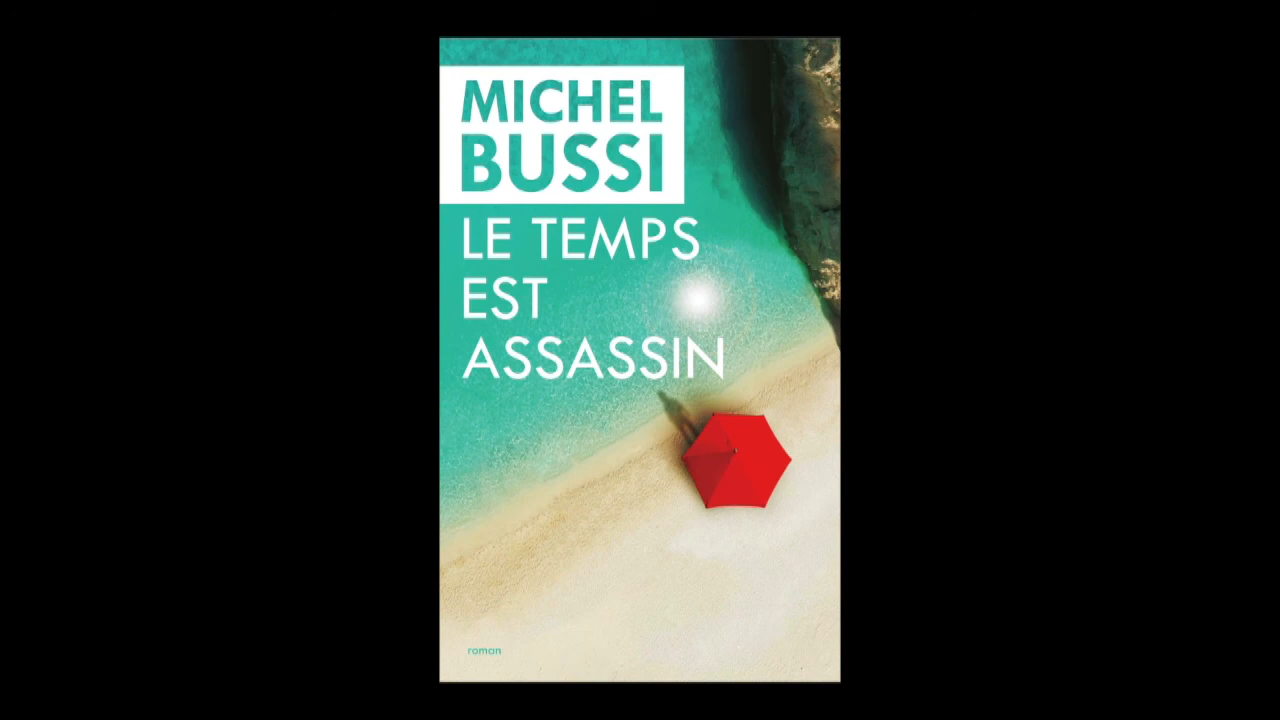 MICHEL
BUSSI
LE TEMPS
EST
ASSASSIN
roman